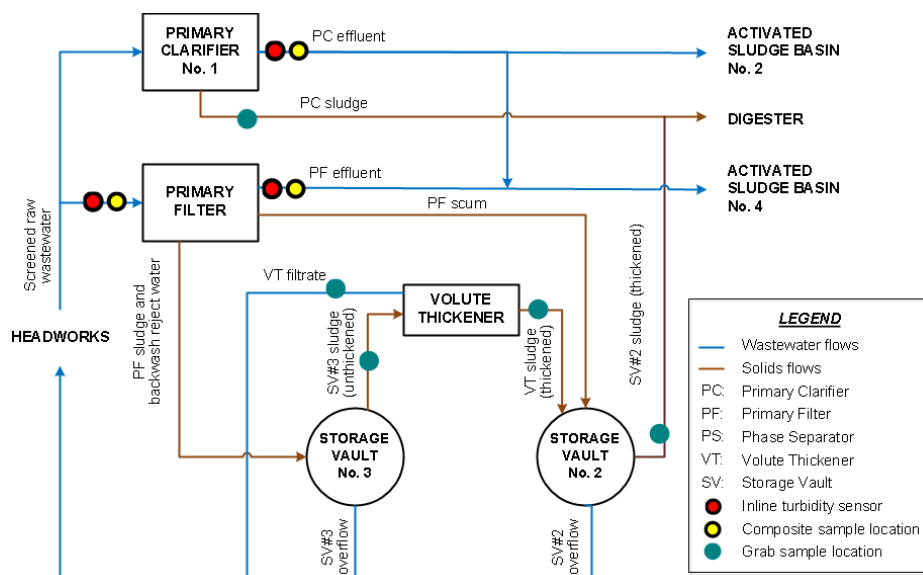 PRIMARY
CLARIFIER
No. 1
PC effluent
ACTIVATED
SLUDGE BASIN
No. 2
PC sludge
DIGESTER
PRIMARY
FILTER
PF effluent
ACTIVATED
SLUDGE BASIN
No. 4
PF scum
Screened raw
wastewater
HEADWORKS
PF sludge and
backwash reject water
VT filtrate
VOLUTE
THICKENER
SV#3 sludge
(unthickened)
VT sludge
(thickened)
SV#2 sludge (thickened)
STORAGE
VAULT
No. 3
STORAGE
VAULT
No. 2
SV#3
overflow
SV#2
overflow
LEGEND
Wastewater flows
Solids flows
PC: Primary Clarifier
PF: Primary Filter
PS: Phase Separator
VT: Volute Thickener
SV: Storage Vault
Inline turbidity sensor
Composite sample location
Grab sample location